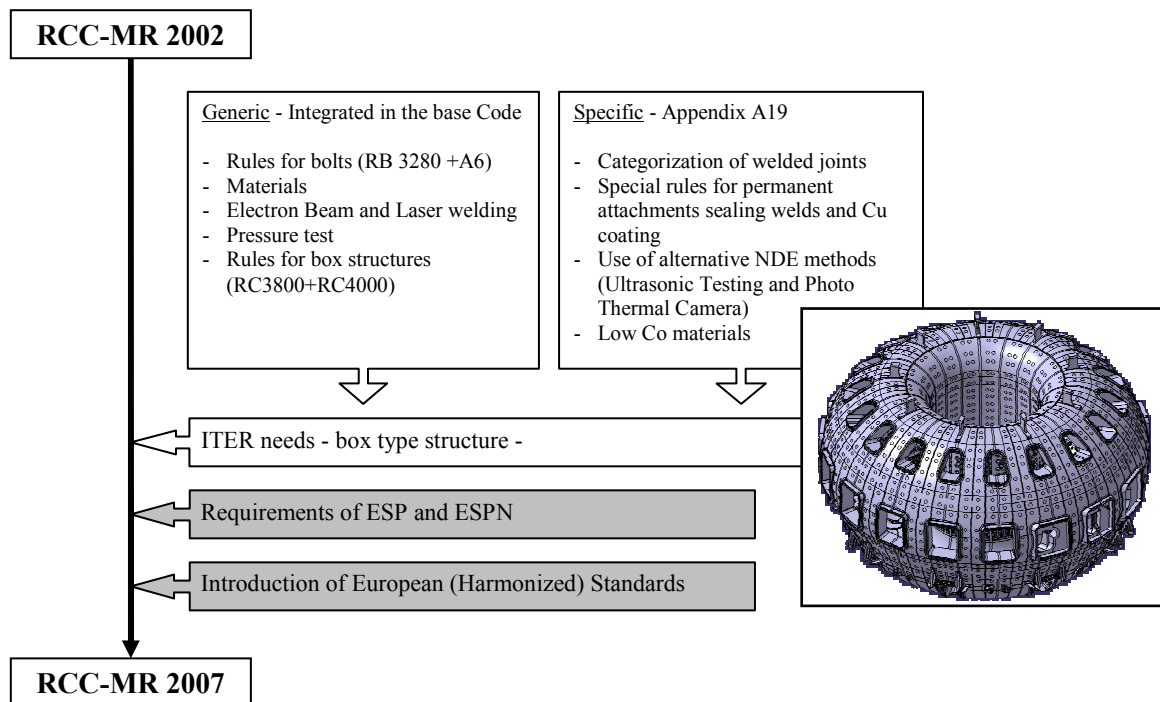 RCC-MR 2002
Generic - Integrated in the base Code
- Rules for bolts (RB 3280 +A6)
- Materials
- Electron Beam and Laser welding
- Pressure test
- Rules for box structures
(RC3800+RC4000)
Specific - Appendix A19
- Categorization of welded joints
- Special rules for permanent
attachments sealing welds and Cu
coating
- Use of alternative NDE methods
(Ultrasonic Testing and Photo
Thermal Camera)
- Low Co materials
ITER needs - box type structure -
Requirements of ESP and ESPN
Introduction of European (Harmonized) Standards
RCC-MR 2007